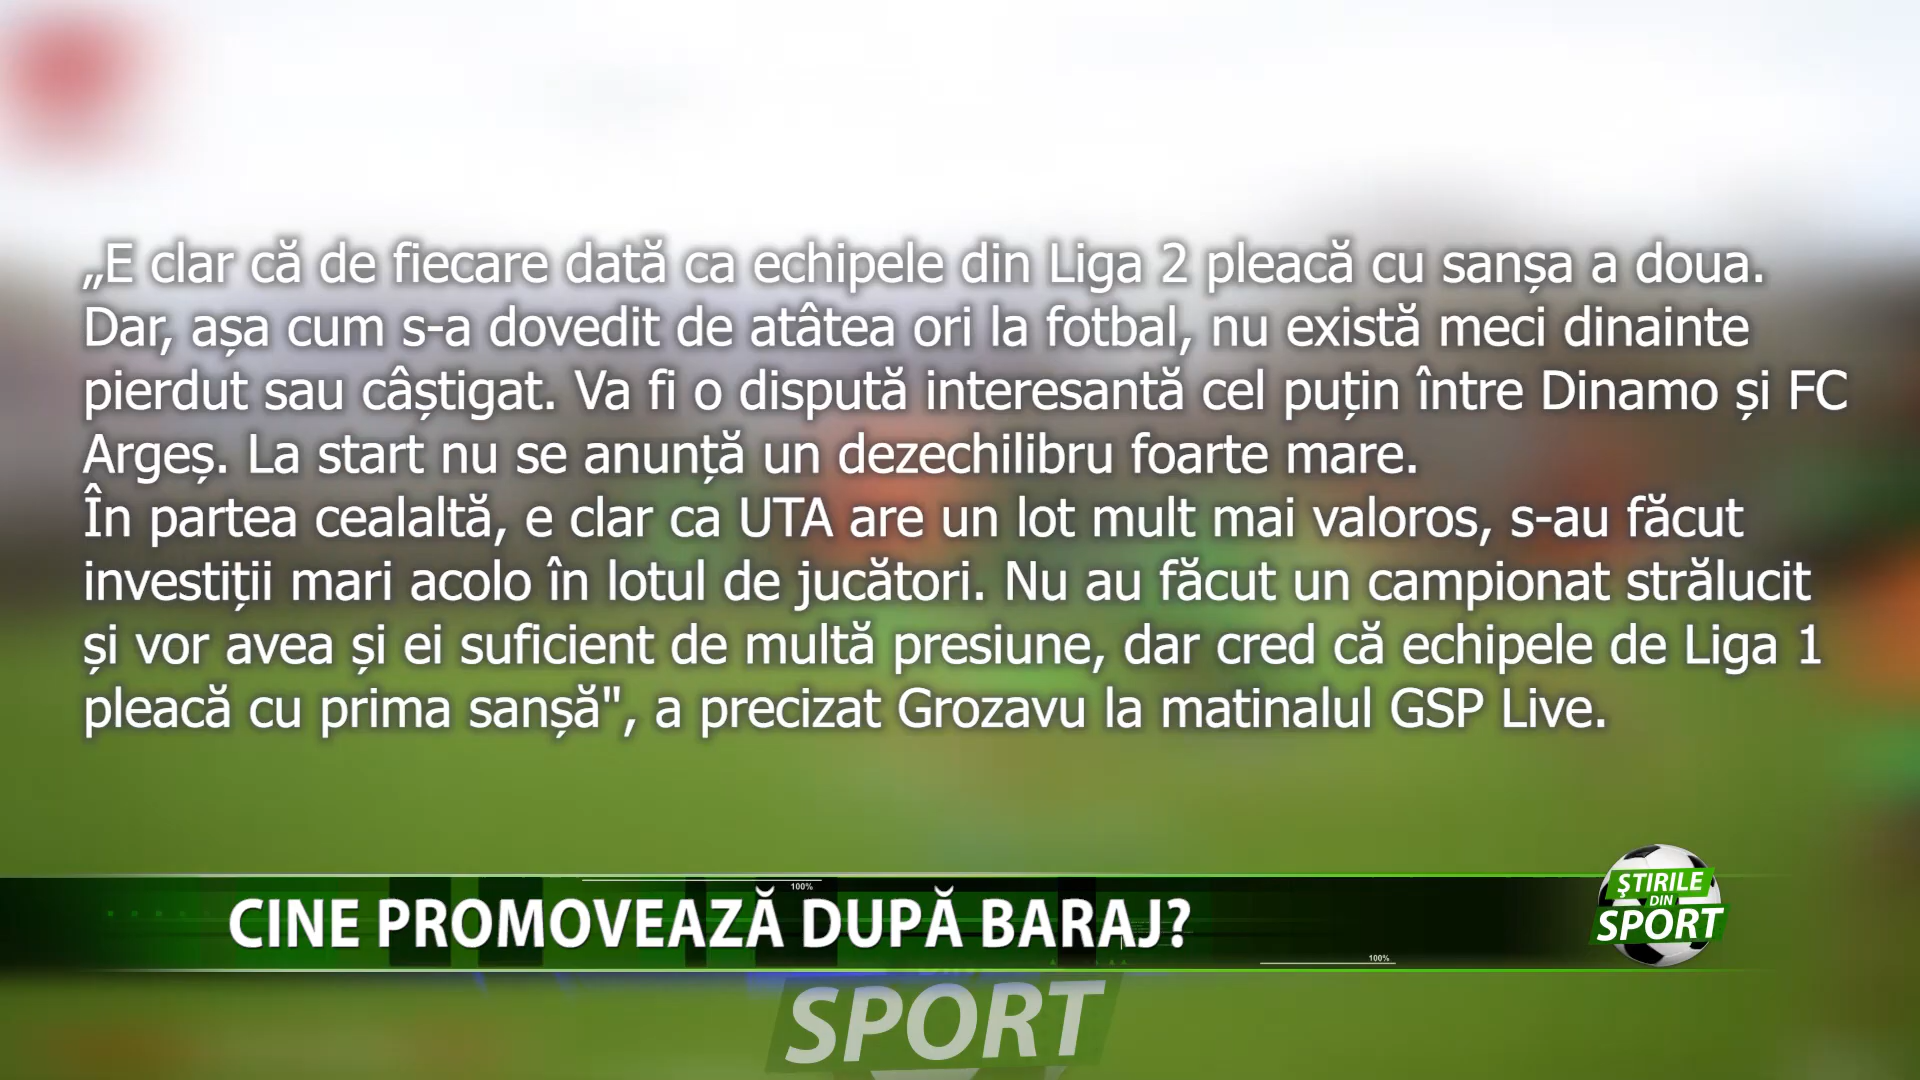 „E clar că de fiecare dată ca echipele din Liga 2 pleacă cu sanșa a doua.
Dar, așa cum s-a dovedit de atâtea ori la fotbal, nu există meci dinainte
pierdut sau câștigat. Va fi o dispută interesantă cel puțin între Dinamo și FC
Argeș. La start nu se anunță un dezechilibru foarte mare.
În partea cealaltă, e clar ca UTA are un lot mult mai valoros, s-au făcut
investiții mari acolo în lotul de jucători. Nu au făcut un campionat strălucit
și vor avea și ei suficient de multă presiune, dar cred că echipele de Liga 1
pleacă cu prima sanșă", a precizat Grozavu la matinalul GSP Live.
100%
CINE PROMOVEAZĂ DUPĂ BARAJ?
100%
ŞTIRILE
DIN
SPORT
SPORT